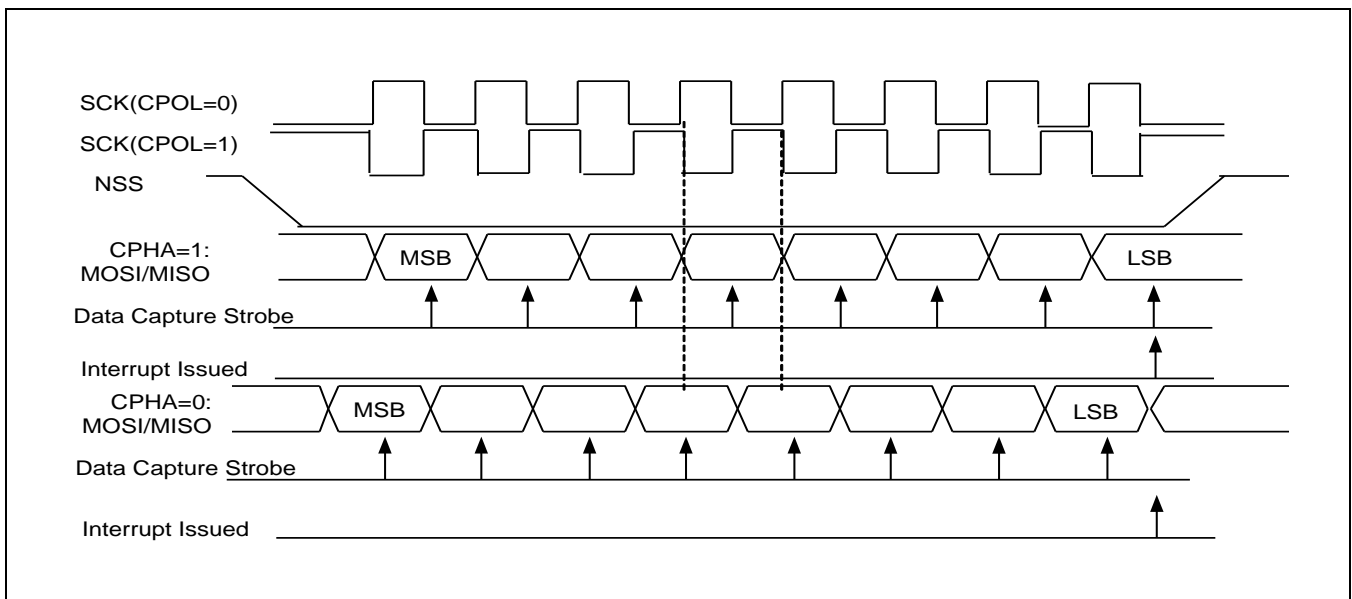 SCK(CPOL=0)
SCK(CPOL=1)
NSS
CPHA=1:
MOSI/MISO
MSB
LSB
Data Capture Strobe
Interrupt Issued
CPHA=0:
MOSI/MISO
MSB
LSB
Data Capture Strobe
Interrupt Issued